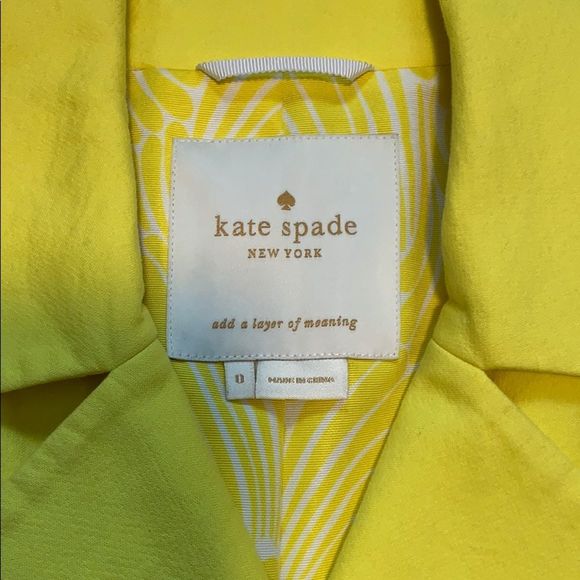 kate spade
NEW YORK
add a layer of meaning
0
MADE IN CHINA